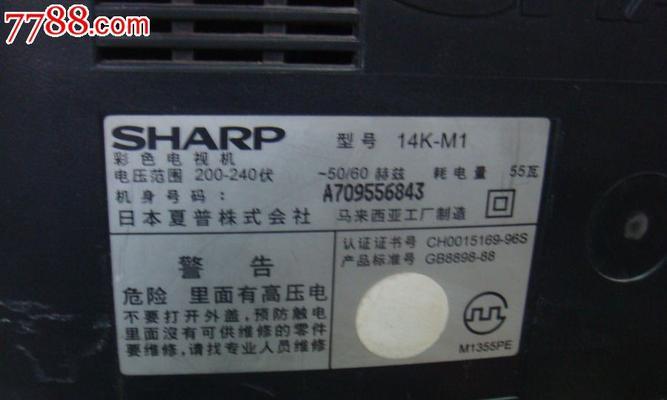 7788.com
SHARP 型号 14K-M1
彩色电视机
电压范围 200-240伏 ~50/60 赫兹 耗电量 55瓦
机身号码: A709556843
日本夏普株式会社 马来西亚工厂制造
认证证书号 CH0015169-96S
产品标准号 GB8898-88
警告
危险 里面有高压电
不要打开外盖,预防触电
里面沒有可供维修的零件
要维修,请找专业人员维修
M1355PE